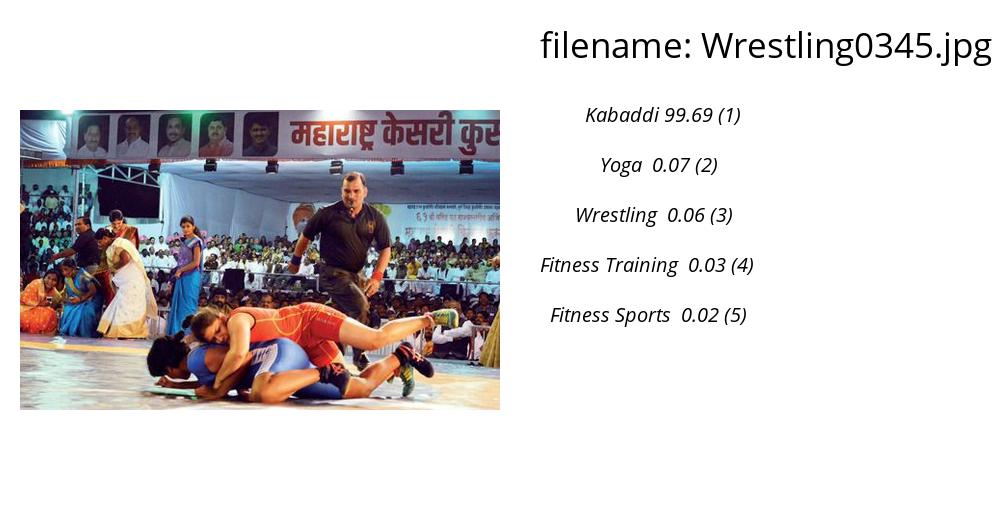 filename: Wrestling0345.jpg
Kabaddi 99.69 (1)
Yoga 0.07 (2)
Wrestling 0.06 (3)
Fitness Training 0.03 (4)
Fitness Sports 0.02 (5)
महाराष्ट्र केसरी कुस